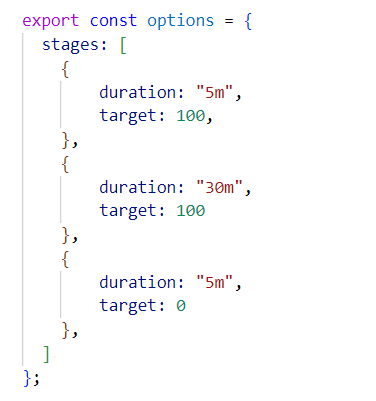 export const options = {
  stages: [
    {
        duration: "5m",
        target: 100,
    },
    {
        duration: "30m",
        target: 100
    },
    {
        duration: "5m",
        target: 0
    },
  ]
};